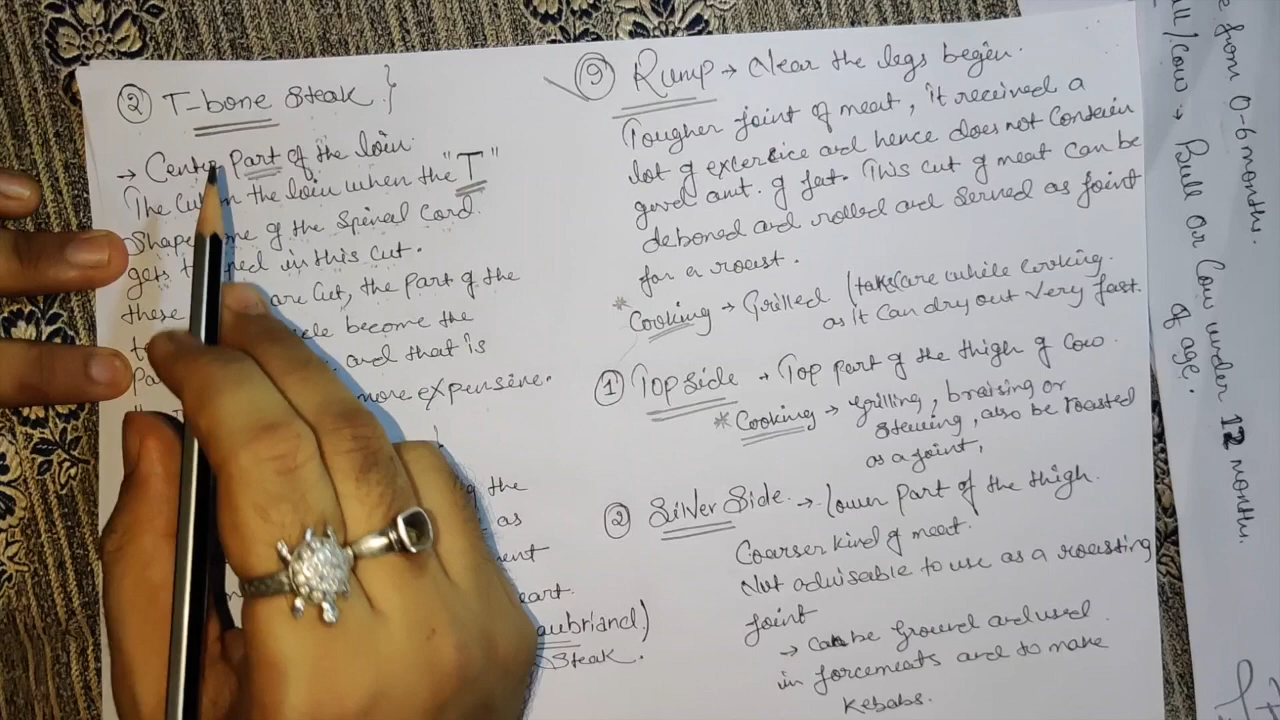 ② T-bone Steak }
→ Center Part of the loin.
The cut in the loin when the "T"
shape of the Spinal Cord
gets in this cut.
these are cut, the part of the
become the
and that is
more expensive.
the
as
aubriand)
Steak.
⑨ Rump → Near the legs begin.
Tougher joint of meat, it received a
lot of excercice and hence does not contain
good amt. of fat. This cut of meat can be
deboned and rolled and served as joint
for a roast.
* Cooking → Grilled (take care while cooking.
as it can dry out very fast.
① Top side → Top part of the thigh of cow.
* Cooking → grilling, braising or
stewing, also be roasted
as a joint,
② Silver Side. → lower part of the thigh.
Coarser kind of meat.
Not adviseable to use as a roasting
joint
→ Can be ground and used
in forcemeats and to make
kebabs.
from 0-6 months.
/cow → Bull or Cow under 12 months.
of age.